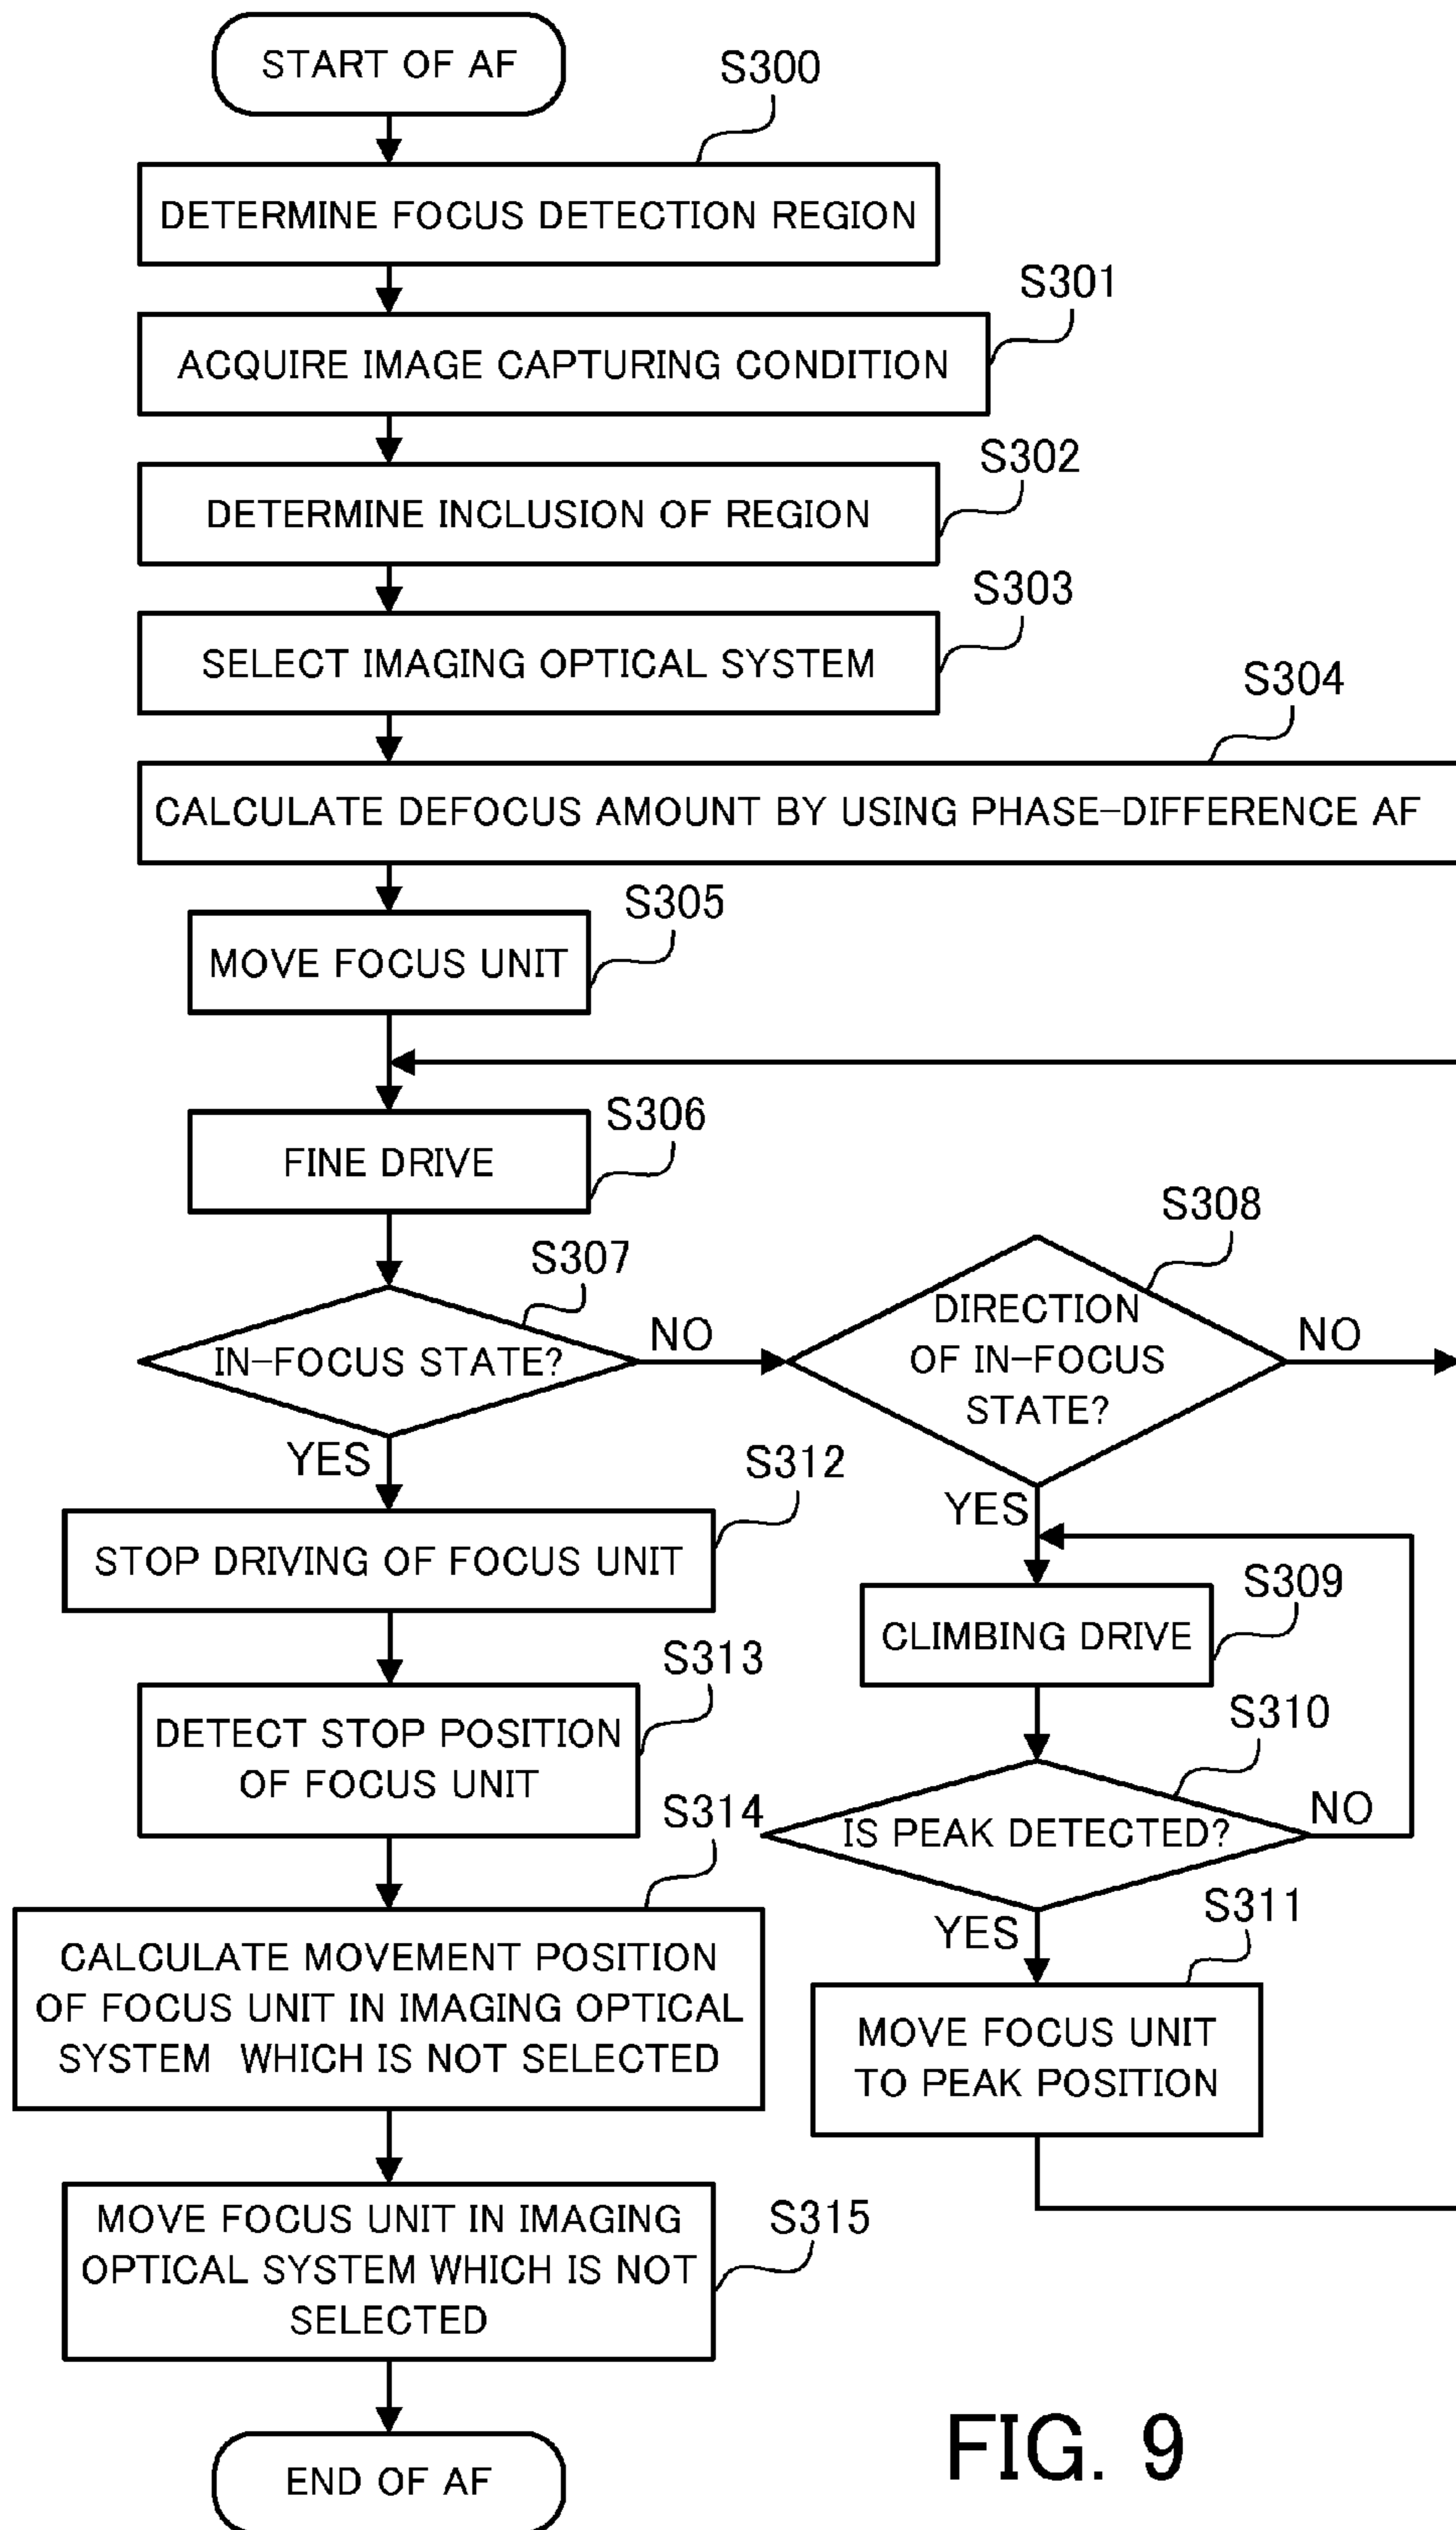 START OF AF
S300
DETERMINE FOCUS DETECTION REGION
S301
ACQUIRE IMAGE CAPTURING CONDITION
S302
DETERMINE INCLUSION OF REGION
S303
SELECT IMAGING OPTICAL SYSTEM
S304
CALCULATE DEFOCUS AMOUNT BY USING PHASE-DIFFERENCE AF
S305
MOVE FOCUS UNIT
S306
FINE DRIVE
S307
IN-FOCUS STATE?
NO
YES
S308
DIRECTION
OF IN-FOCUS
STATE?
NO
YES
S309
CLIMBING DRIVE
S310
IS PEAK DETECTED?
NO
YES
S311
MOVE FOCUS UNIT
TO PEAK POSITION
S312
STOP DRIVING OF FOCUS UNIT
S313
DETECT STOP POSITION
OF FOCUS UNIT
S314
CALCULATE MOVEMENT POSITION
OF FOCUS UNIT IN IMAGING OPTICAL
SYSTEM WHICH IS NOT SELECTED
S315
MOVE FOCUS UNIT IN IMAGING
OPTICAL SYSTEM WHICH IS NOT
SELECTED
END OF AF
FIG. 9